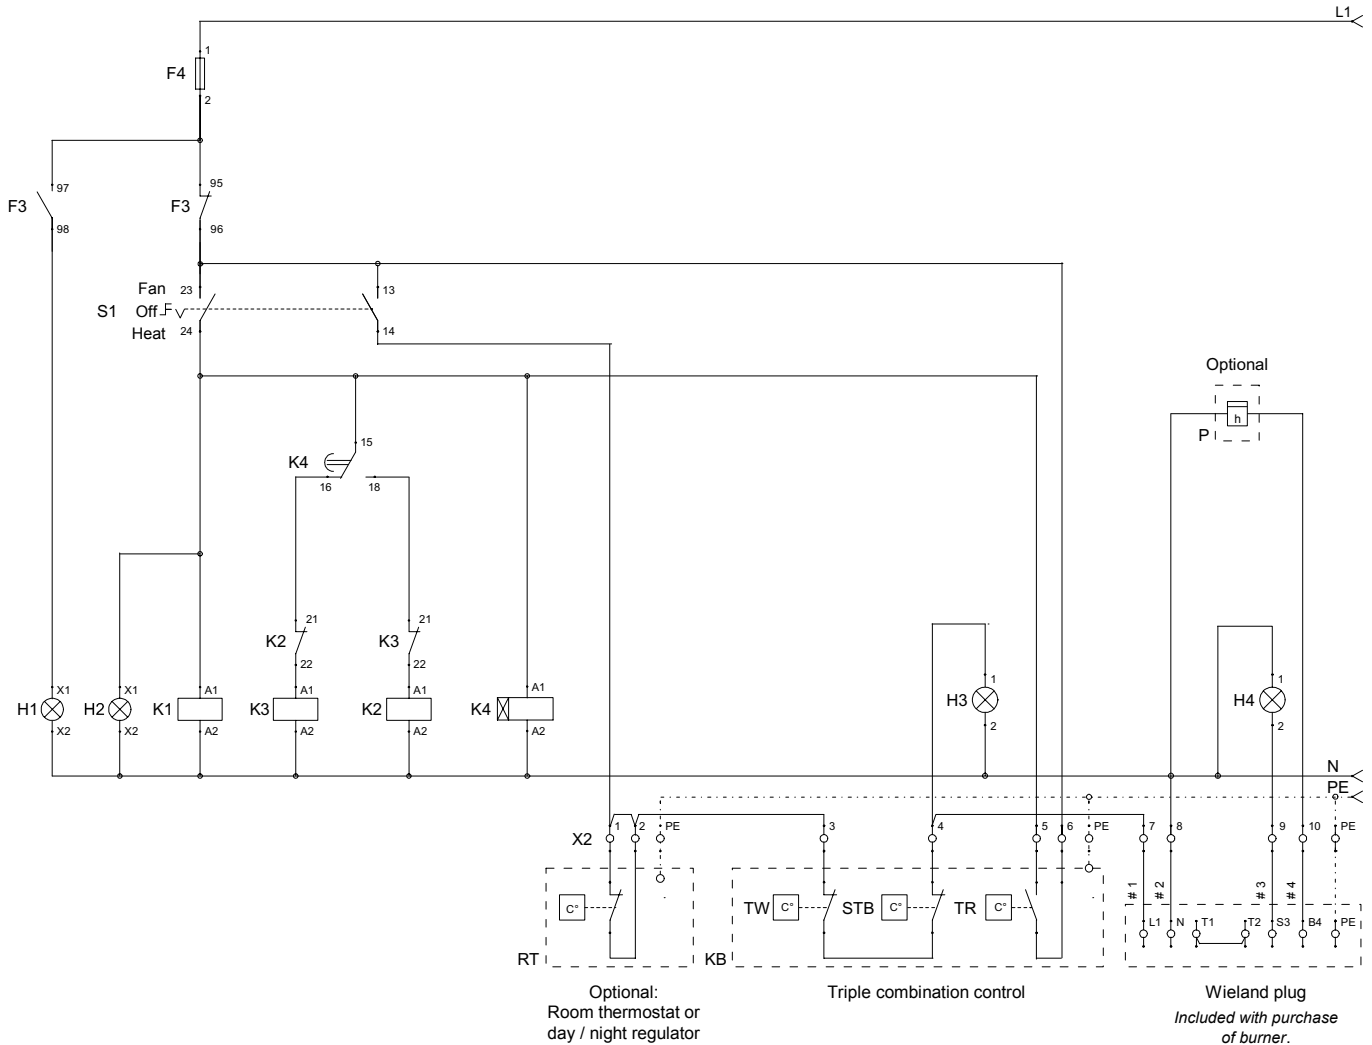 L1
1
F4
2
97
F3
98
95
F3
96
Fan 23
S1 Off
Heat 24
13
14
Optional
P h
15
K4
16 18
21
K2
22
21
K3
22
X1
H1
X2
X1
H2
X2
A1
K1
A2
A1
K3
A2
A1
K2
A2
A1
K4
A2
1
H3
2
1
H4
2
N
PE
X2 1 2 PE 3 4 5 6 PE 7 8 9 10 PE
# 1 # 2 # 3 # 4
C°
RT
TW C° STB C° TR C°
KB
L1 N T1 T2 S3 B4 PE
Optional:
Room thermostat or
day / night regulator
Triple combination control
Wieland plug
Included with purchase
of burner.